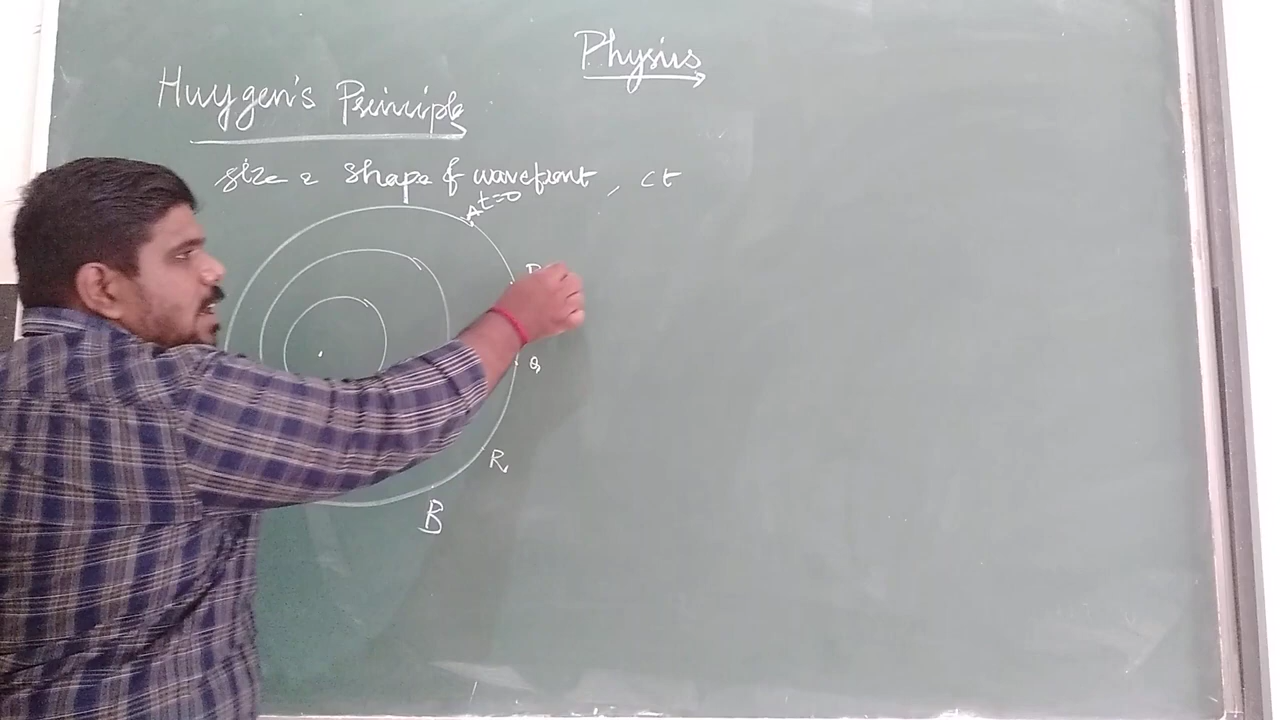 Physics
Huygen's Principle
size & shape of wavefront, ct
A t=0
P
Q
R
B